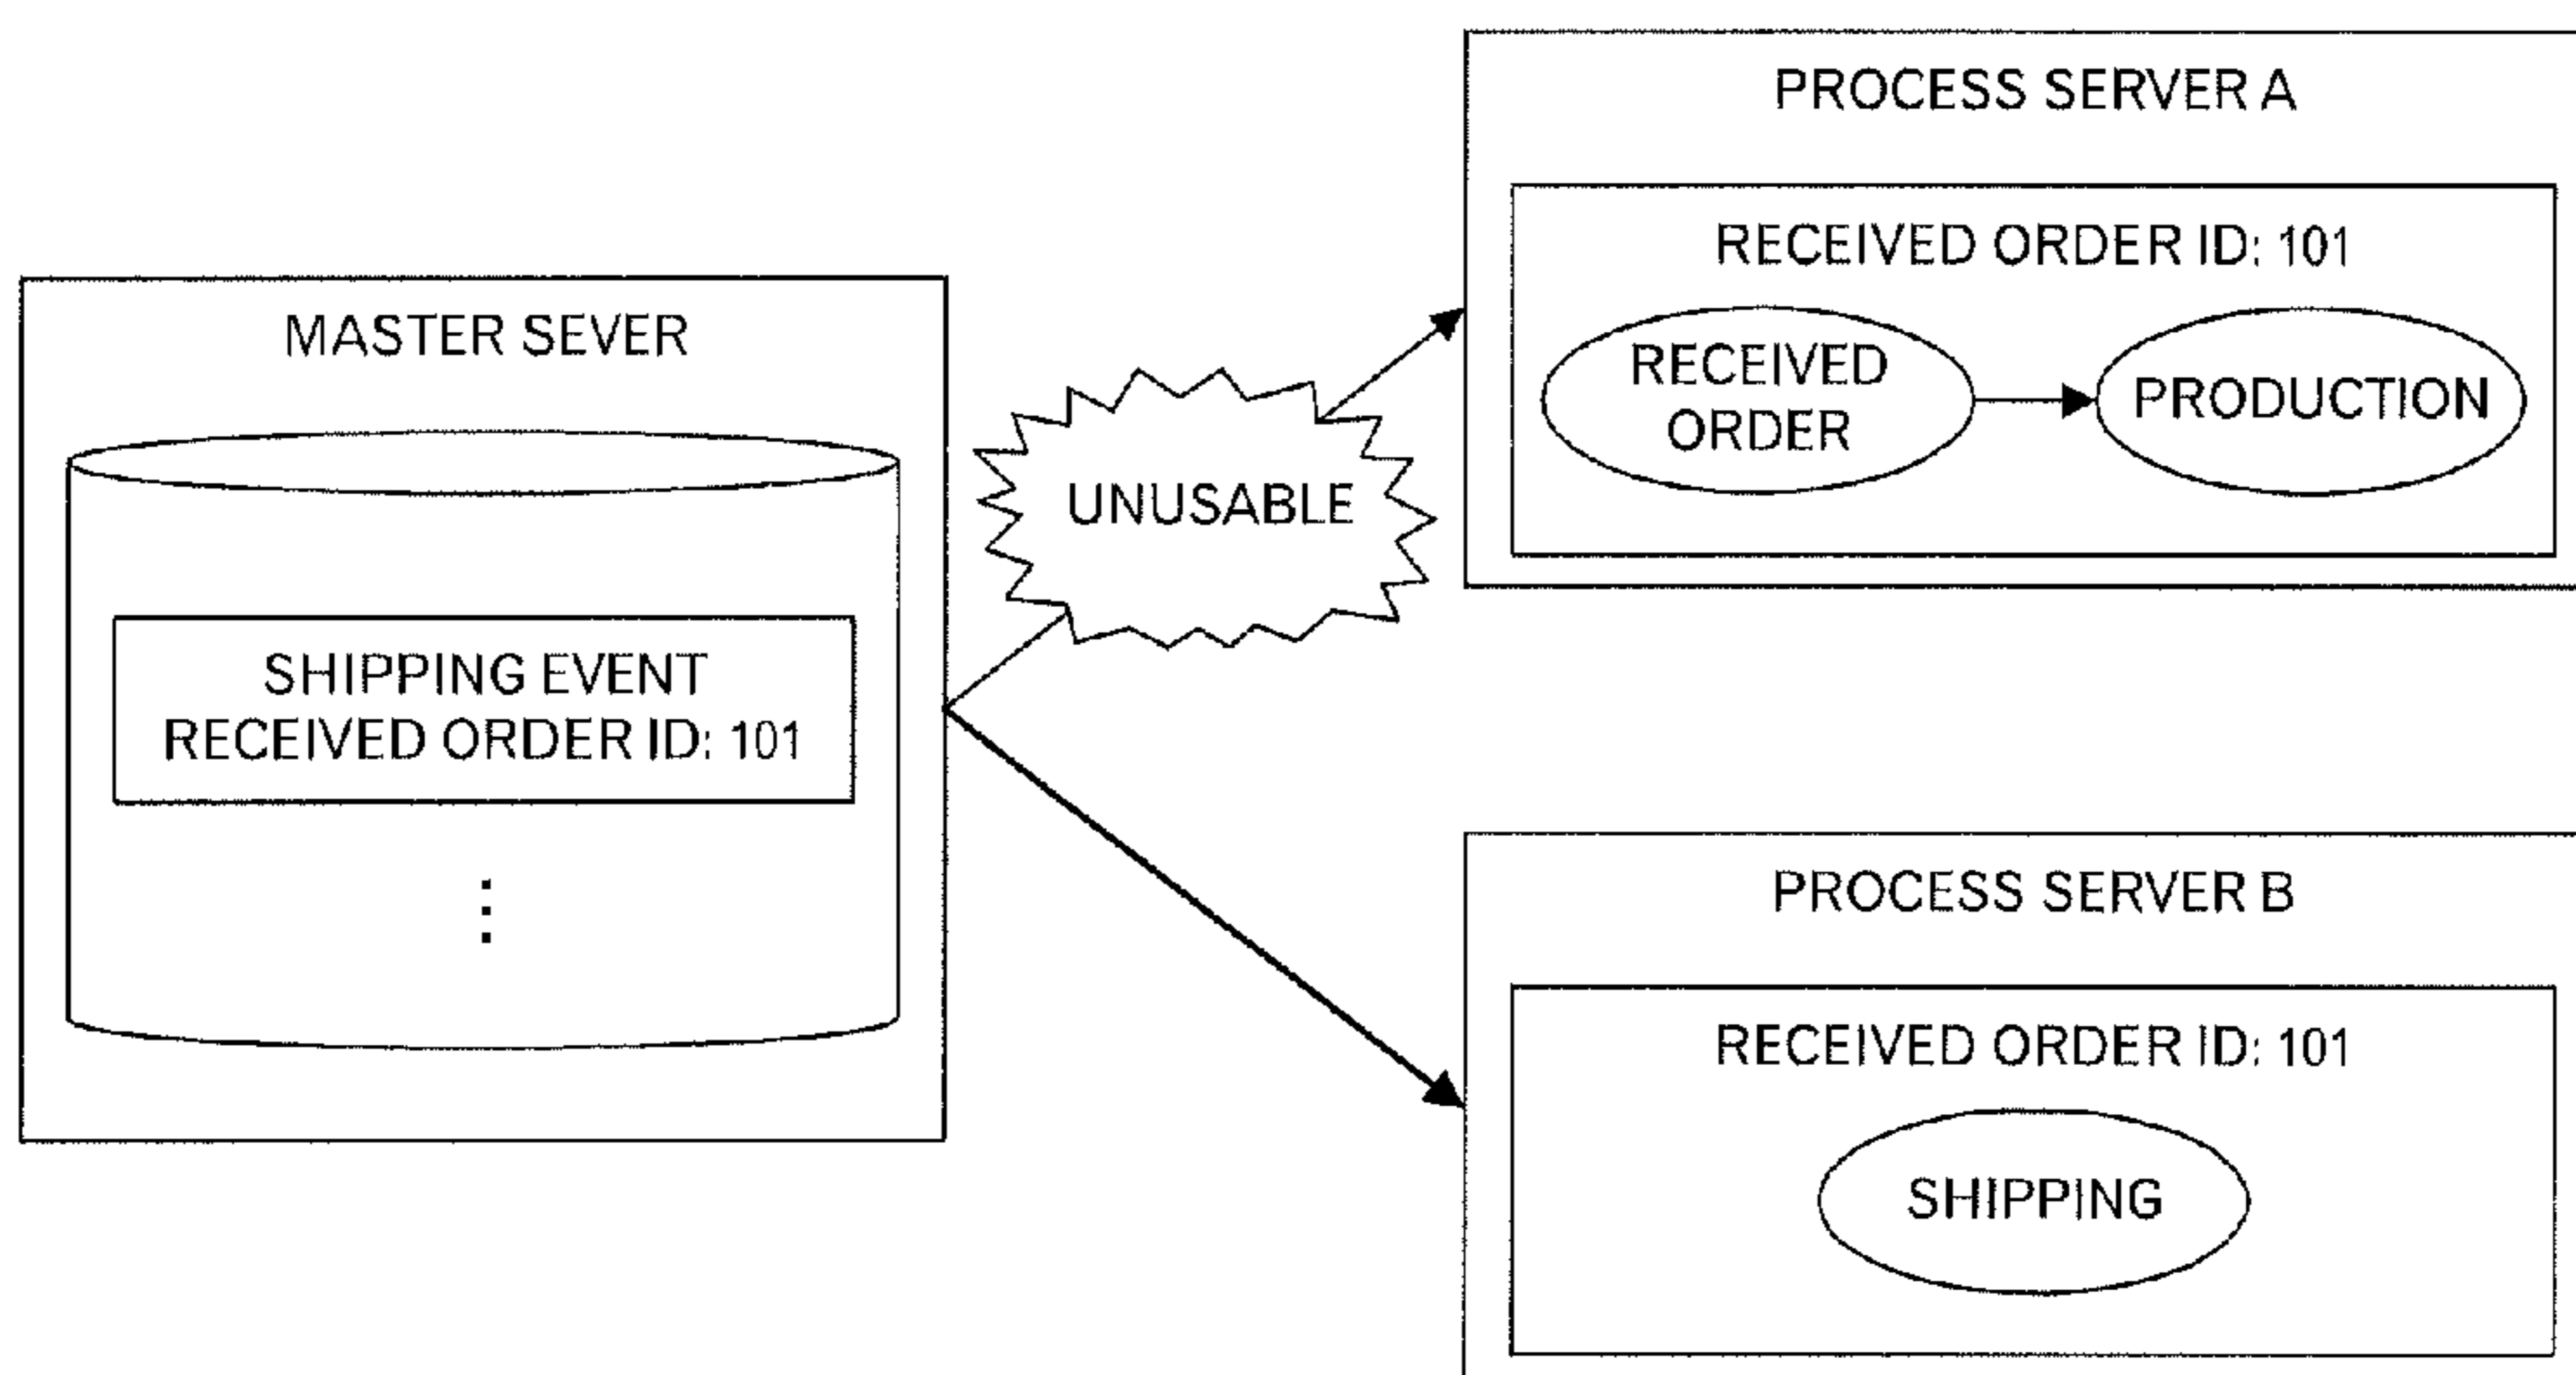 MASTER SEVER
SHIPPING EVENT
RECEIVED ORDER ID: 101
UNUSABLE
PROCESS SERVER A
RECEIVED ORDER ID: 101
RECEIVED
ORDER
PRODUCTION
PROCESS SERVER B
RECEIVED ORDER ID: 101
SHIPPING